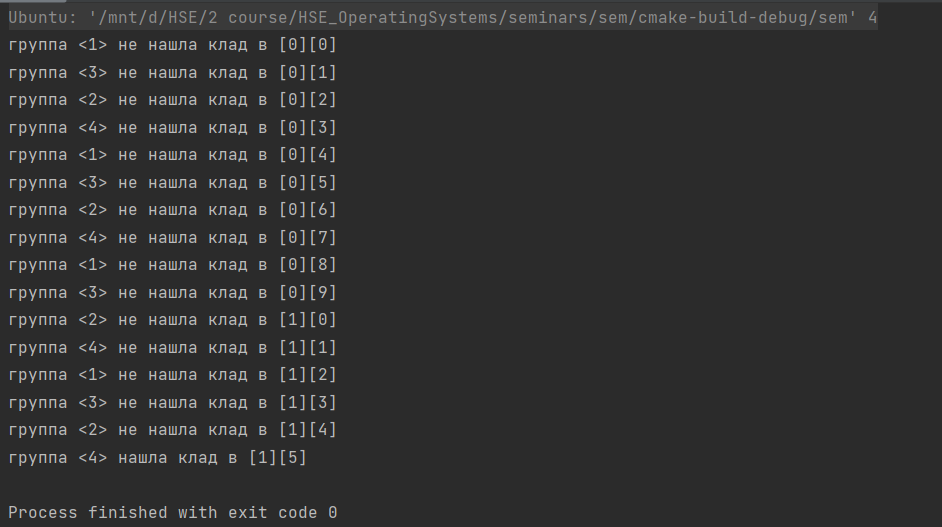 Ubuntu: '/mnt/d/HSE/2 course/HSE_OperatingSystems/seminars/sem/cmake-build-debug/sem' 4
группа <1> не нашла клад в [0][0]
группа <3> не нашла клад в [0][1]
группа <2> не нашла клад в [0][2]
группа <4> не нашла клад в [0][3]
группа <1> не нашла клад в [0][4]
группа <3> не нашла клад в [0][5]
группа <2> не нашла клад в [0][6]
группа <4> не нашла клад в [0][7]
группа <1> не нашла клад в [0][8]
группа <3> не нашла клад в [0][9]
группа <2> не нашла клад в [1][0]
группа <4> не нашла клад в [1][1]
группа <1> не нашла клад в [1][2]
группа <3> не нашла клад в [1][3]
группа <2> не нашла клад в [1][4]
группа <4> нашла клад в [1][5]
Process finished with exit code 0